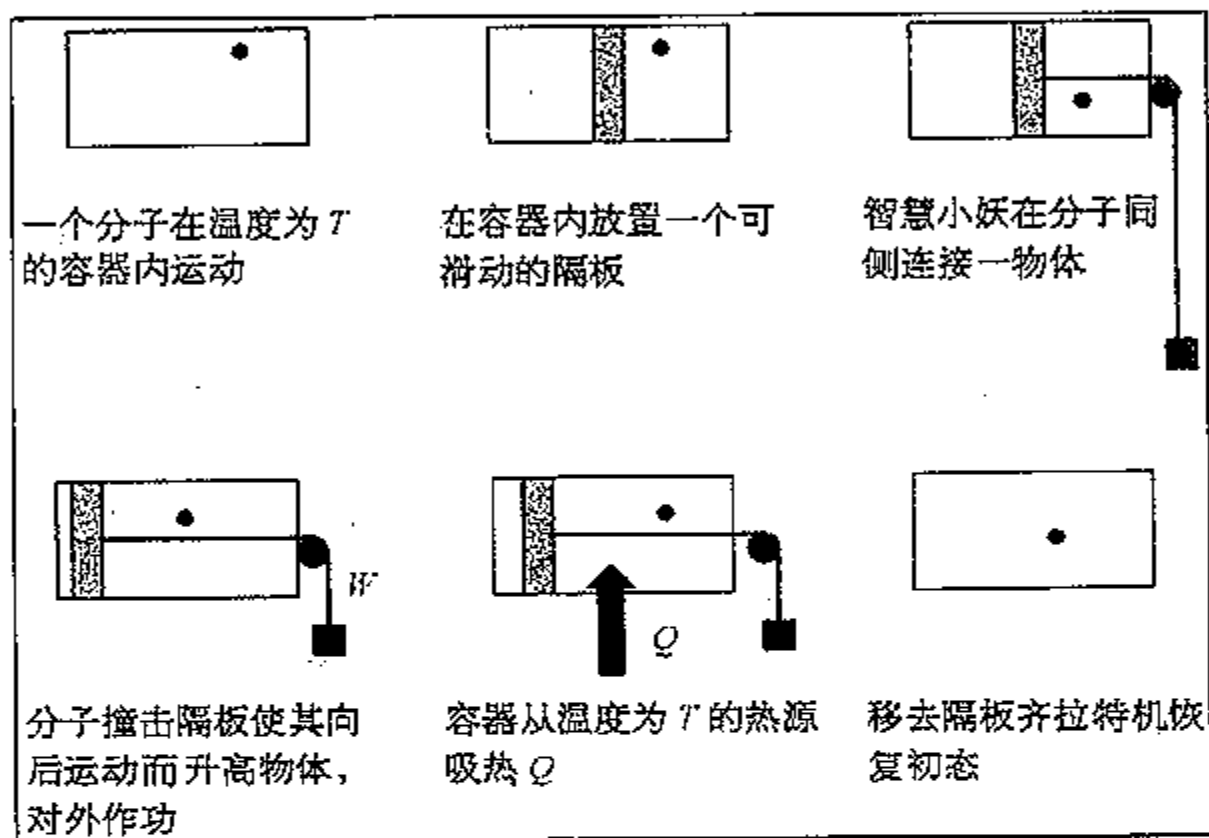 一个分子在温度为 T
的容器内运动
在容器内放置一个可
滑动的隔板
智慧小妖在分子同
侧连接一物体
W
Q
分子撞击隔板使其向
后运动而升高物体，
对外作功
容器从温度为 T 的热源
吸热 Q
移去隔板齐拉特机恢
复初态